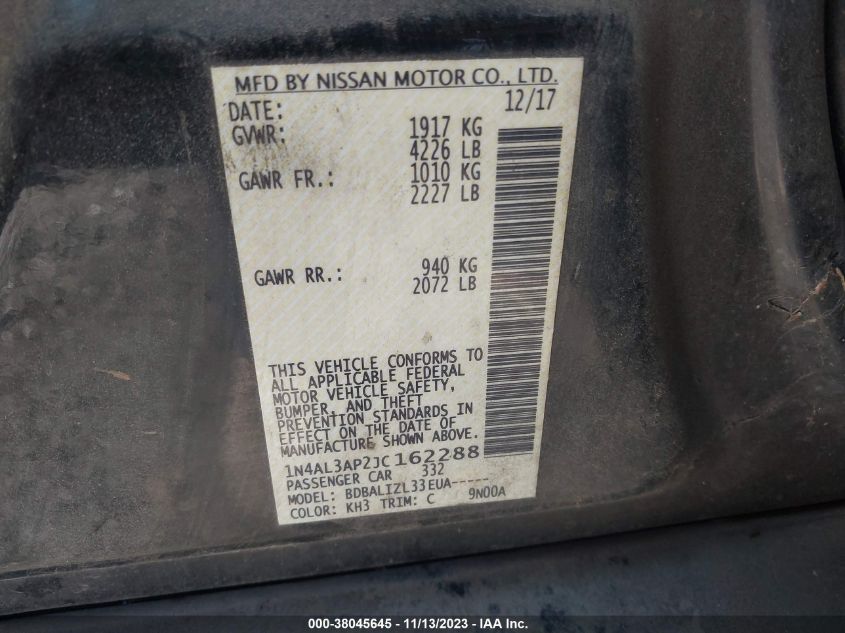 MFD BY NISSAN MOTOR CO., LTD.
DATE: 12/17
GVWR: 1917 KG
4226 LB
GAWR FR.: 1010 KG
2227 LB
GAWR RR.: 940 KG
2072 LB
THIS VEHICLE CONFORMS TO
ALL APPLICABLE FEDERAL
MOTOR VEHICLE SAFETY,
BUMPER, AND THEFT
PREVENTION STANDARDS IN
EFFECT ON THE DATE OF
MANUFACTURE SHOWN ABOVE.
1N4AL3AP2JC162288
PASSENGER CAR 332
MODEL: BDBALIZL33EUA-----
COLOR: KH3 TRIM: C 9N00A
000-38045645 - 11/13/2023 - © IAA Inc.